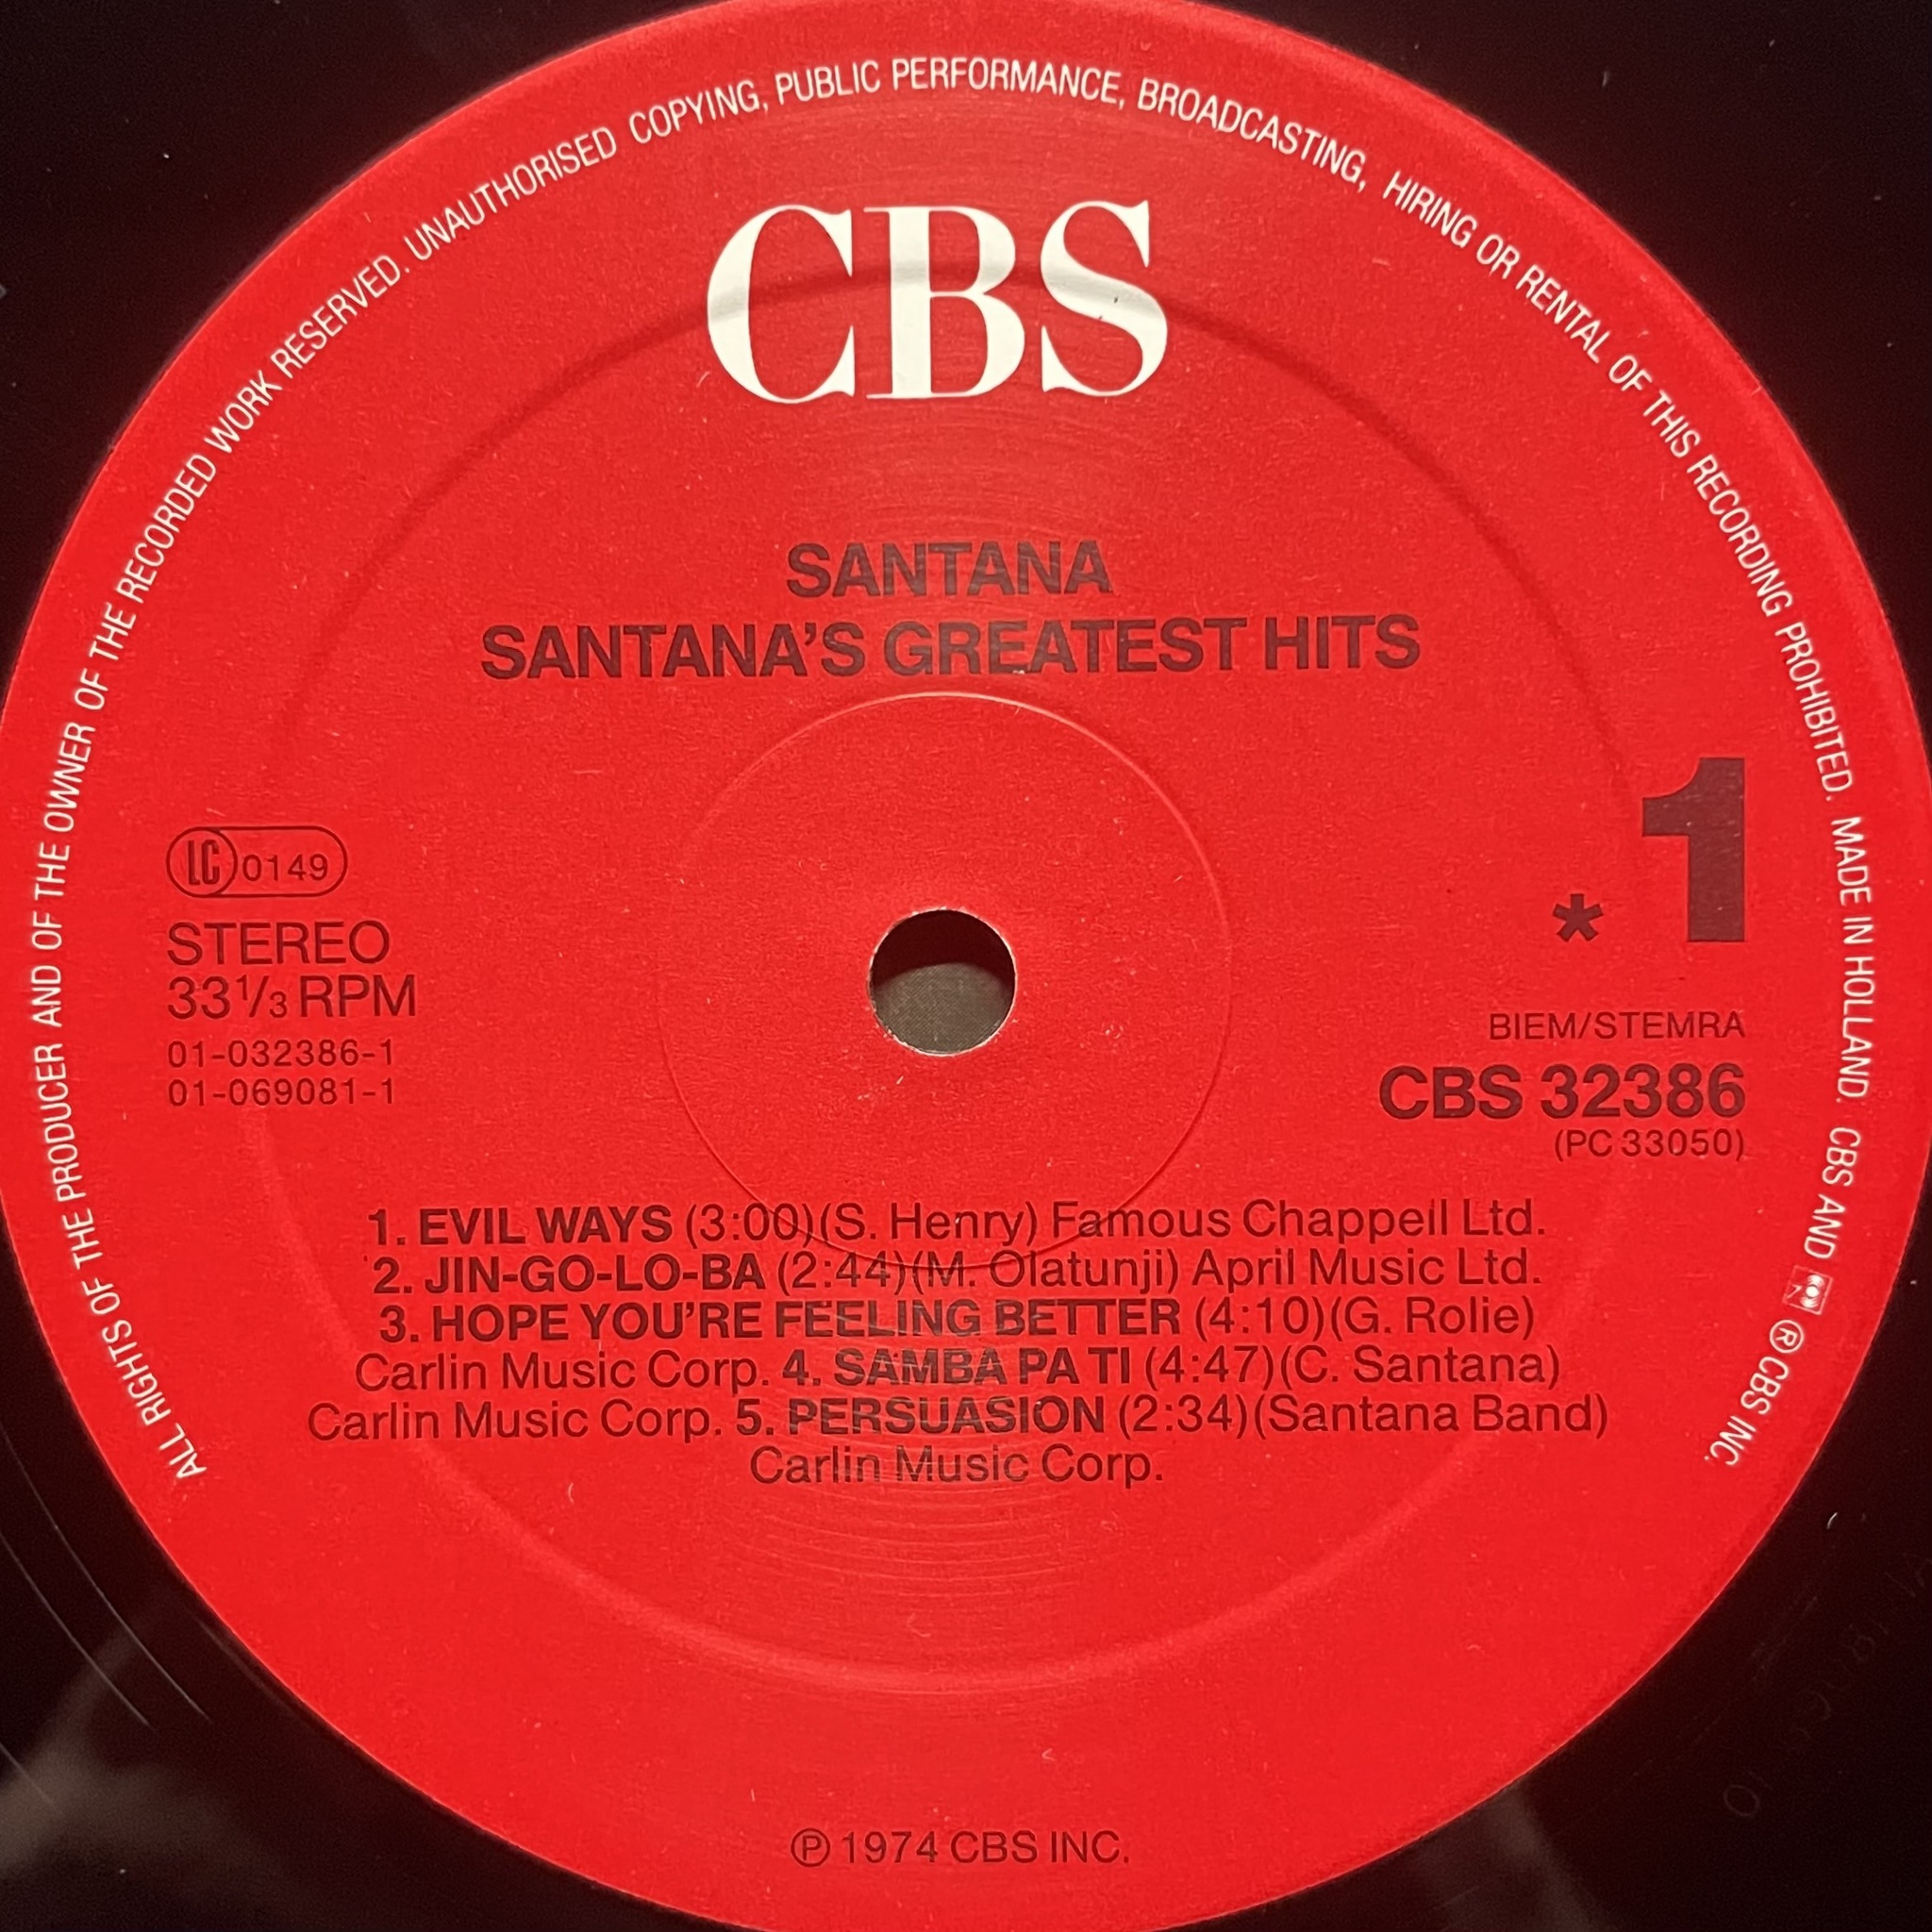 ALL RIGHTS OF THE PRODUCER AND OF THE OWNER OF THE RECORDED WORK RESERVED. UNAUTHORISED COPYING, PUBLIC PERFORMANCE, BROADCASTING, HIRING OR RENTAL OF THIS RECORDING PROHIBITED. MADE IN HOLLAND. CBS AND ® CBS INC.
CBS
SANTANA
SANTANA'S GREATEST HITS
1
*
LC 0149
STEREO
33 1/3 RPM
01-032386-1
01-069081-1
BIEM/STEMRA
CBS 32386
(PC 33050)
1. EVIL WAYS (3:00)(S. Henry) Famous Chappell Ltd.
2. JIN-GO-LO-BA (2:44)(M. Olatunji) April Music Ltd.
3. HOPE YOU'RE FEELING BETTER (4:10)(G. Rolie)
Carlin Music Corp. 4. SAMBA PA TI (4:47)(C. Santana)
Carlin Music Corp. 5. PERSUASION (2:34)(Santana Band)
Carlin Music Corp.
℗ 1974 CBS INC.